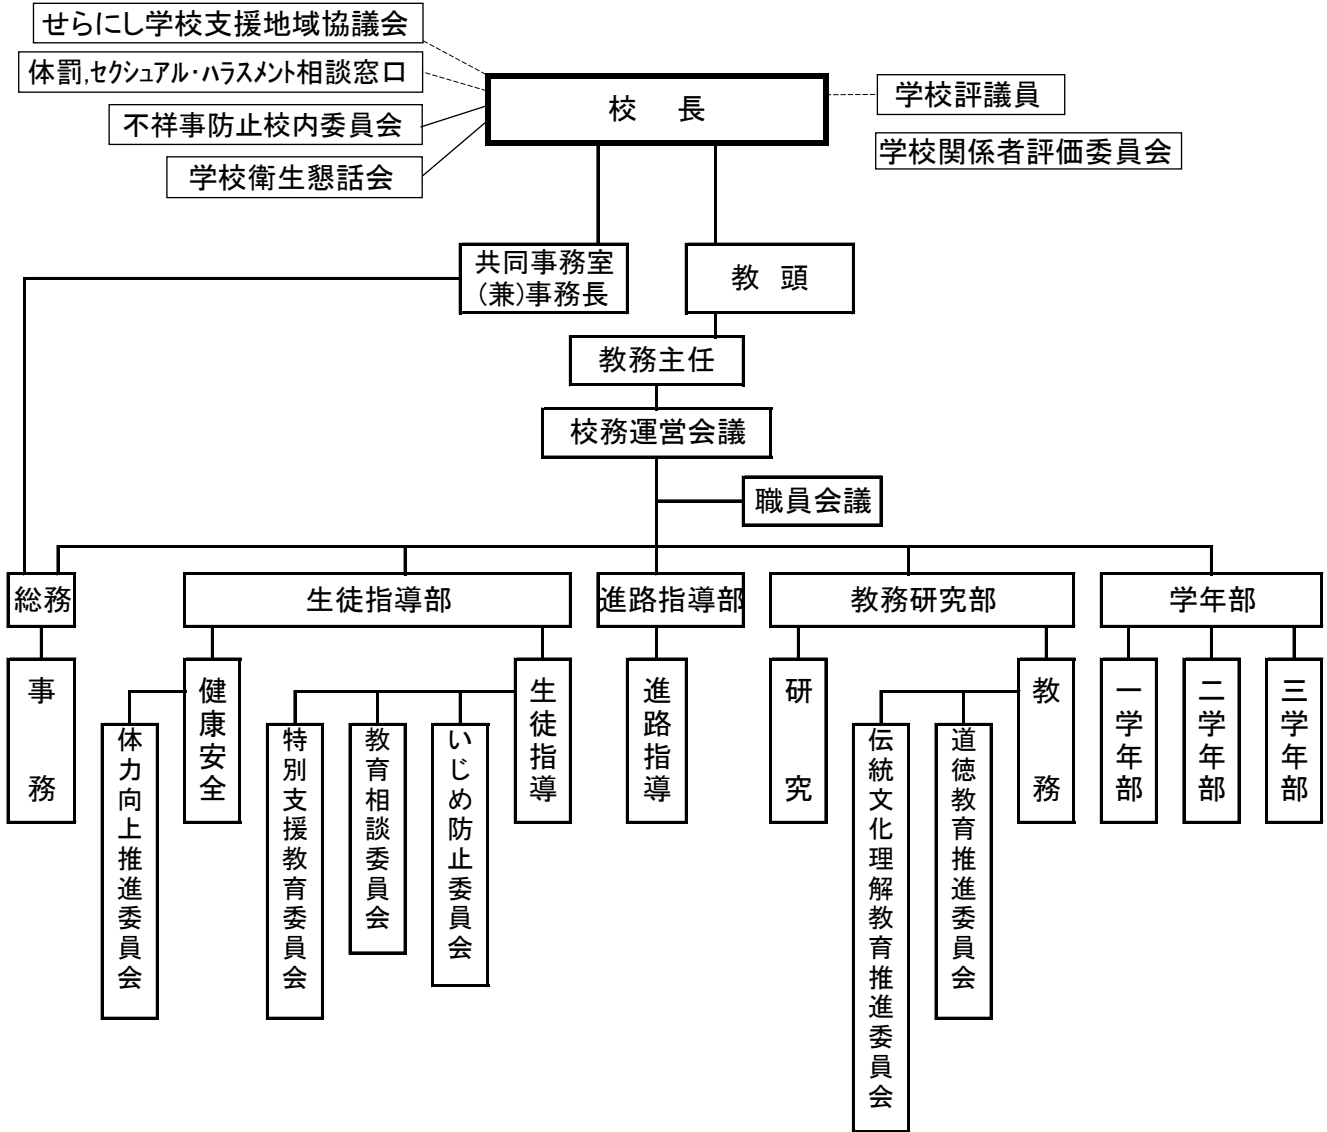 せらにし学校支援地域協議会
体罰,セクシュアル・ハラスメント相談窓口
不祥事防止校内委員会
学校衛生懇話会
校　長
学校評議員
学校関係者評価委員会
共同事務室
(兼)事務長
教　頭
教務主任
校務運営会議
職員会議
総務
生徒指導部
進路指導部
教務研究部
学年部
事務
体力向上推進委員会
健康安全
特別支援教育委員会
教育相談委員会
いじめ防止委員会
生徒指導
進路指導
研究
伝統文化理解教育推進委員会
道徳教育推進委員会
教務
一学年部
二学年部
三学年部